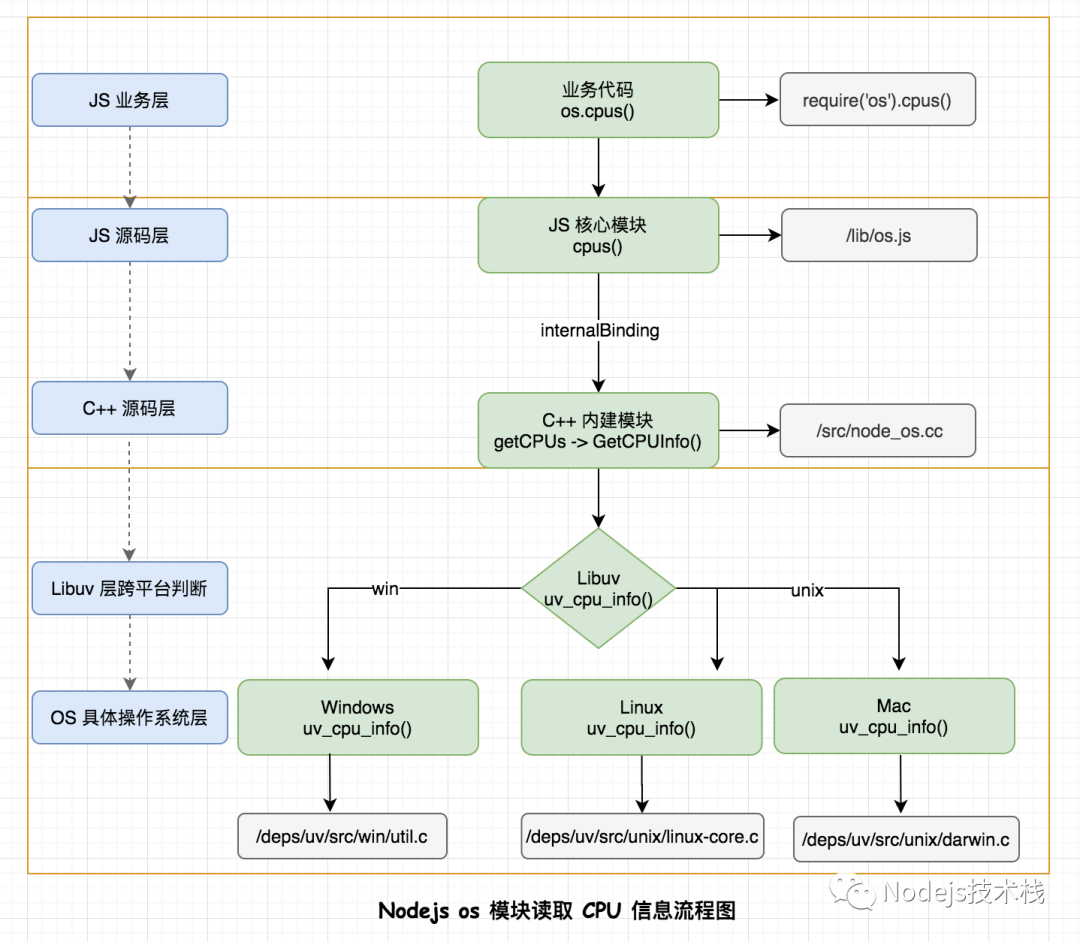 JS 业务层
业务代码
os.cpus()
require('os').cpus()
JS 源码层
JS 核心模块
cpus()
/lib/os.js
internalBinding
C++ 源码层
C++ 内建模块
getCPUs -> GetCPUInfo()
/src/node_os.cc
Libuv 层跨平台判断
Libuv
uv_cpu_info()
win
unix
OS 具体操作系统层
Windows
uv_cpu_info()
Linux
uv_cpu_info()
Mac
uv_cpu_info()
/deps/uv/src/win/util.c
/deps/uv/src/unix/linux-core.c
/deps/uv/src/unix/darwin.c
Nodejs技术栈
Nodejs os 模块读取 CPU 信息流程图